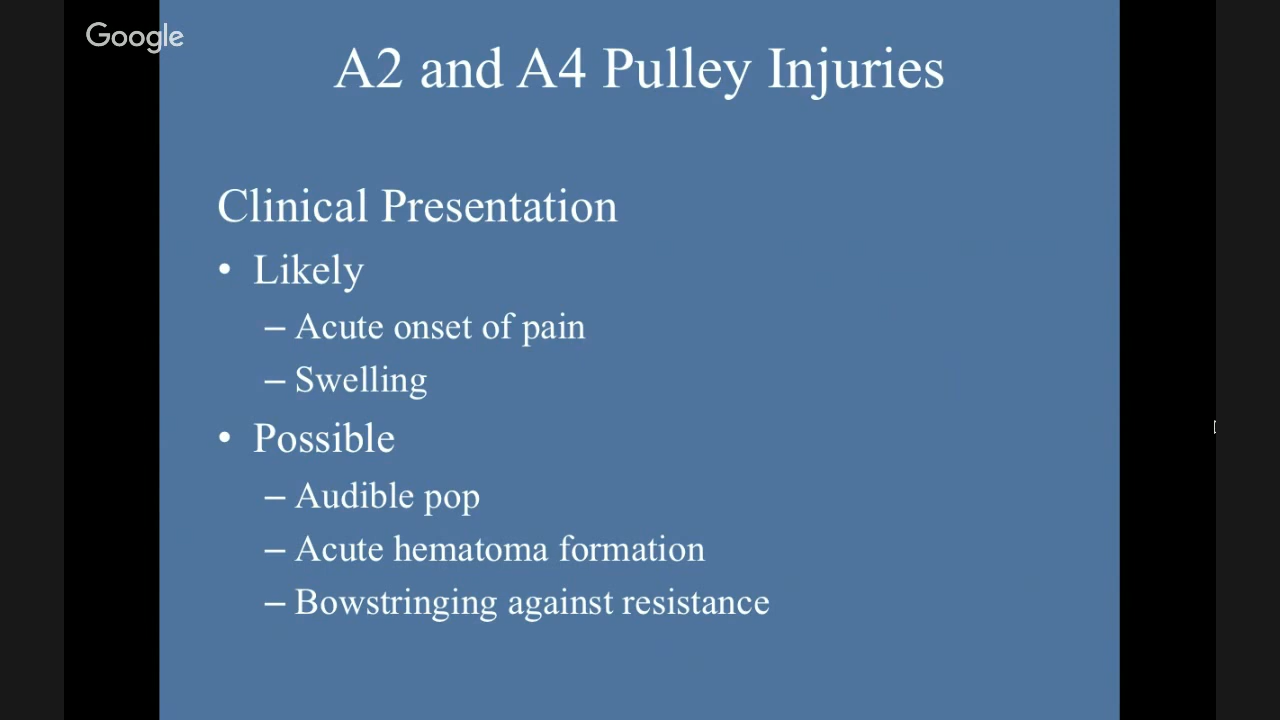 Google
A2 and A4 Pulley Injuries
Clinical Presentation
• Likely
– Acute onset of pain
– Swelling
• Possible
– Audible pop
– Acute hematoma formation
– Bowstringing against resistance